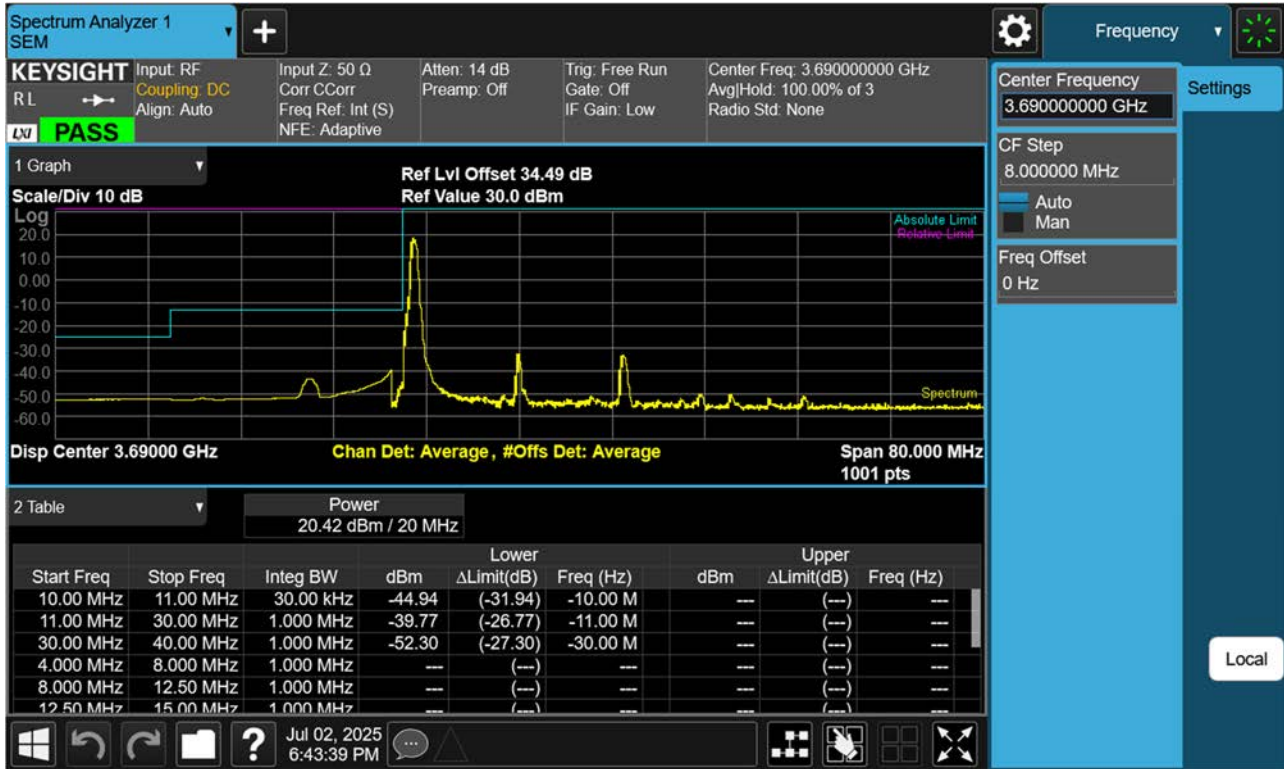 Spectrum Analyzer 1
SEM
+
Frequency
KEYSIGHT
RL
LXI PASS
Input: RF
Coupling: DC
Align: Auto
Input Z: 50 Ω
Corr CCorr
Freq Ref: Int (S)
NFE: Adaptive
Atten: 14 dB
Preamp: Off
Trig: Free Run
Gate: Off
IF Gain: Low
Center Freq: 3.690000000 GHz
Avg|Hold: 100.00% of 3
Radio Std: None
Center Frequency
3.690000000 GHz
Settings
CF Step
8.000000 MHz
Auto
Man
Freq Offset
0 Hz
Local
1 Graph
Scale/Div 10 dB
Ref Lvl Offset 34.49 dB
Ref Value 30.0 dBm
Log
20.0
10.0
0.00
-10.0
-20.0
-30.0
-40.0
-50.0
-60.0
Absolute Limit
Relative Limit
Spectrum
Disp Center 3.69000 GHz
Chan Det: Average , #Offs Det: Average
Span 80.000 MHz
1001 pts
2 Table
Power
20.42 dBm / 20 MHz
Lower Upper
Start Freq Stop Freq Integ BW dBm ΔLimit(dB) Freq (Hz) dBm ΔLimit(dB) Freq (Hz)
10.00 MHz 11.00 MHz 30.00 kHz -44.94 (-31.94) -10.00 M --- (---) ---
11.00 MHz 30.00 MHz 1.000 MHz -39.77 (-26.77) -11.00 M --- (---) ---
30.00 MHz 40.00 MHz 1.000 MHz -52.30 (-27.30) -30.00 M --- (---) ---
4.000 MHz 8.000 MHz 1.000 MHz --- (---) --- --- (---) ---
8.000 MHz 12.50 MHz 1.000 MHz --- (---) --- --- (---) ---
12.50 MHz 15.00 MHz 1.000 MHz --- (---) --- --- (---) ---
?
Jul 02, 2025
6:43:39 PM